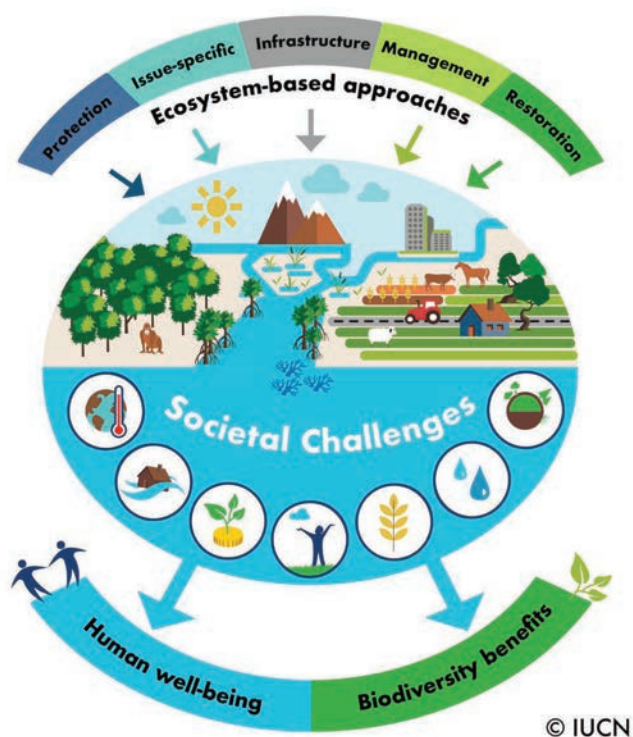 Protection
Issue-specific
Infrastructure
Management
Restoration
Ecosystem-based approaches
Societal Challenges
Human well-being
Biodiversity benefits
© IUCN